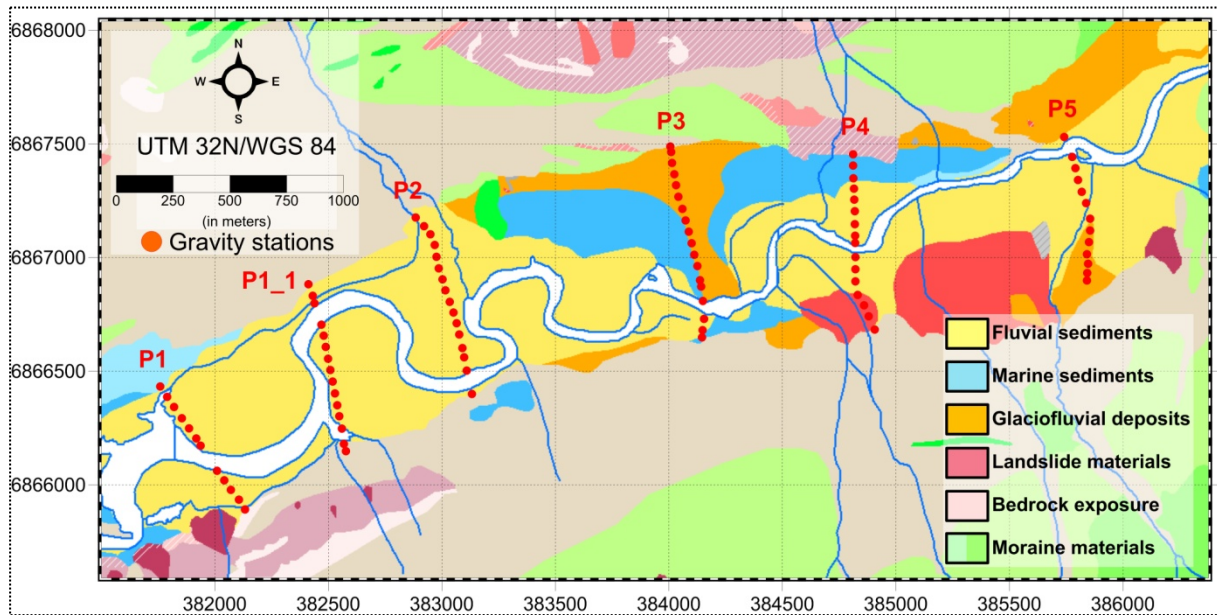 6868000
6867500
6867000
6866500
6866000
N
W E
S
UTM 32N/WGS 84
0 250 500 750 1000
(in meters)
Gravity stations
P1
P1_1
P2
P3
P4
P5
Fluvial sediments
Marine sediments
Glaciofluvial deposits
Landslide materials
Bedrock exposure
Moraine materials
382000 382500 383000 383500 384000 384500 385000 385500 386000